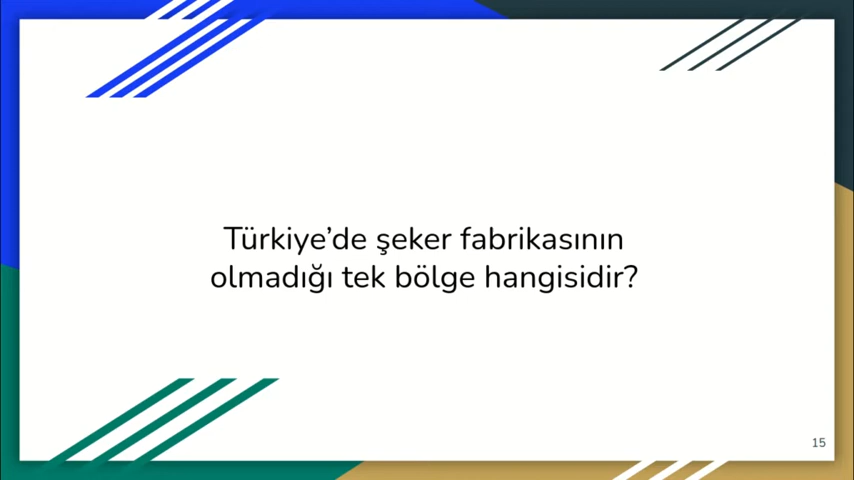 Türkiye’de şeker fabrikasının
olmadığı tek bölge hangisidir?
15